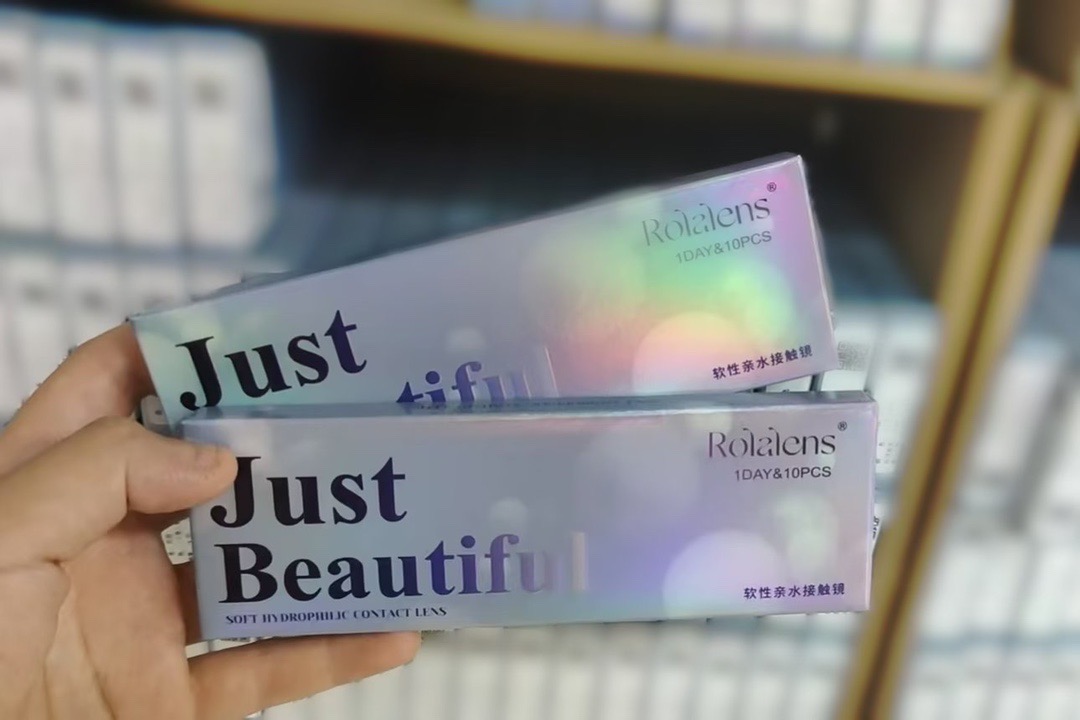 Rolalens®
1DAY&10PCS
Just
tiful
软性亲水接触镜
Rolalens®
1DAY&10PCS
Just
Beautiful
SOFT HYDROPHILIC CONTACT LENS
软性亲水接触镜